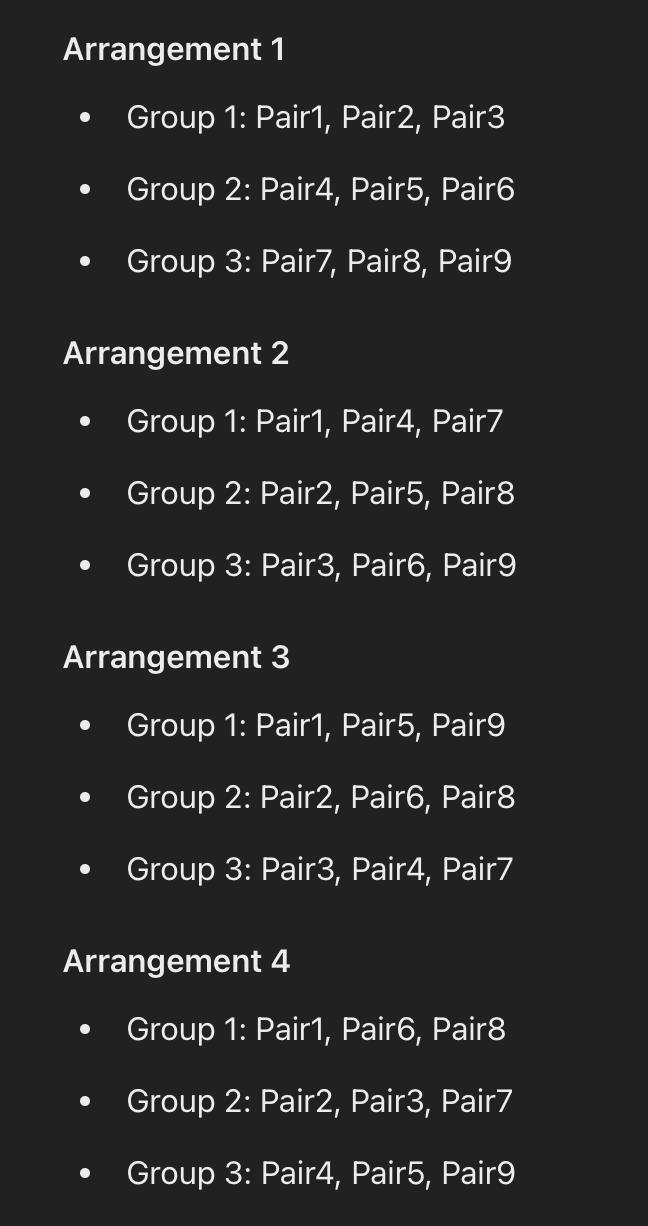 Arrangement 1
• Group 1: Pair1, Pair2, Pair3
• Group 2: Pair4, Pair5, Pair6
• Group 3: Pair7, Pair8, Pair9
Arrangement 2
• Group 1: Pair1, Pair4, Pair7
• Group 2: Pair2, Pair5, Pair8
• Group 3: Pair3, Pair6, Pair9
Arrangement 3
• Group 1: Pair1, Pair5, Pair9
• Group 2: Pair2, Pair6, Pair8
• Group 3: Pair3, Pair4, Pair7
Arrangement 4
• Group 1: Pair1, Pair6, Pair8
• Group 2: Pair2, Pair3, Pair7
• Group 3: Pair4, Pair5, Pair9